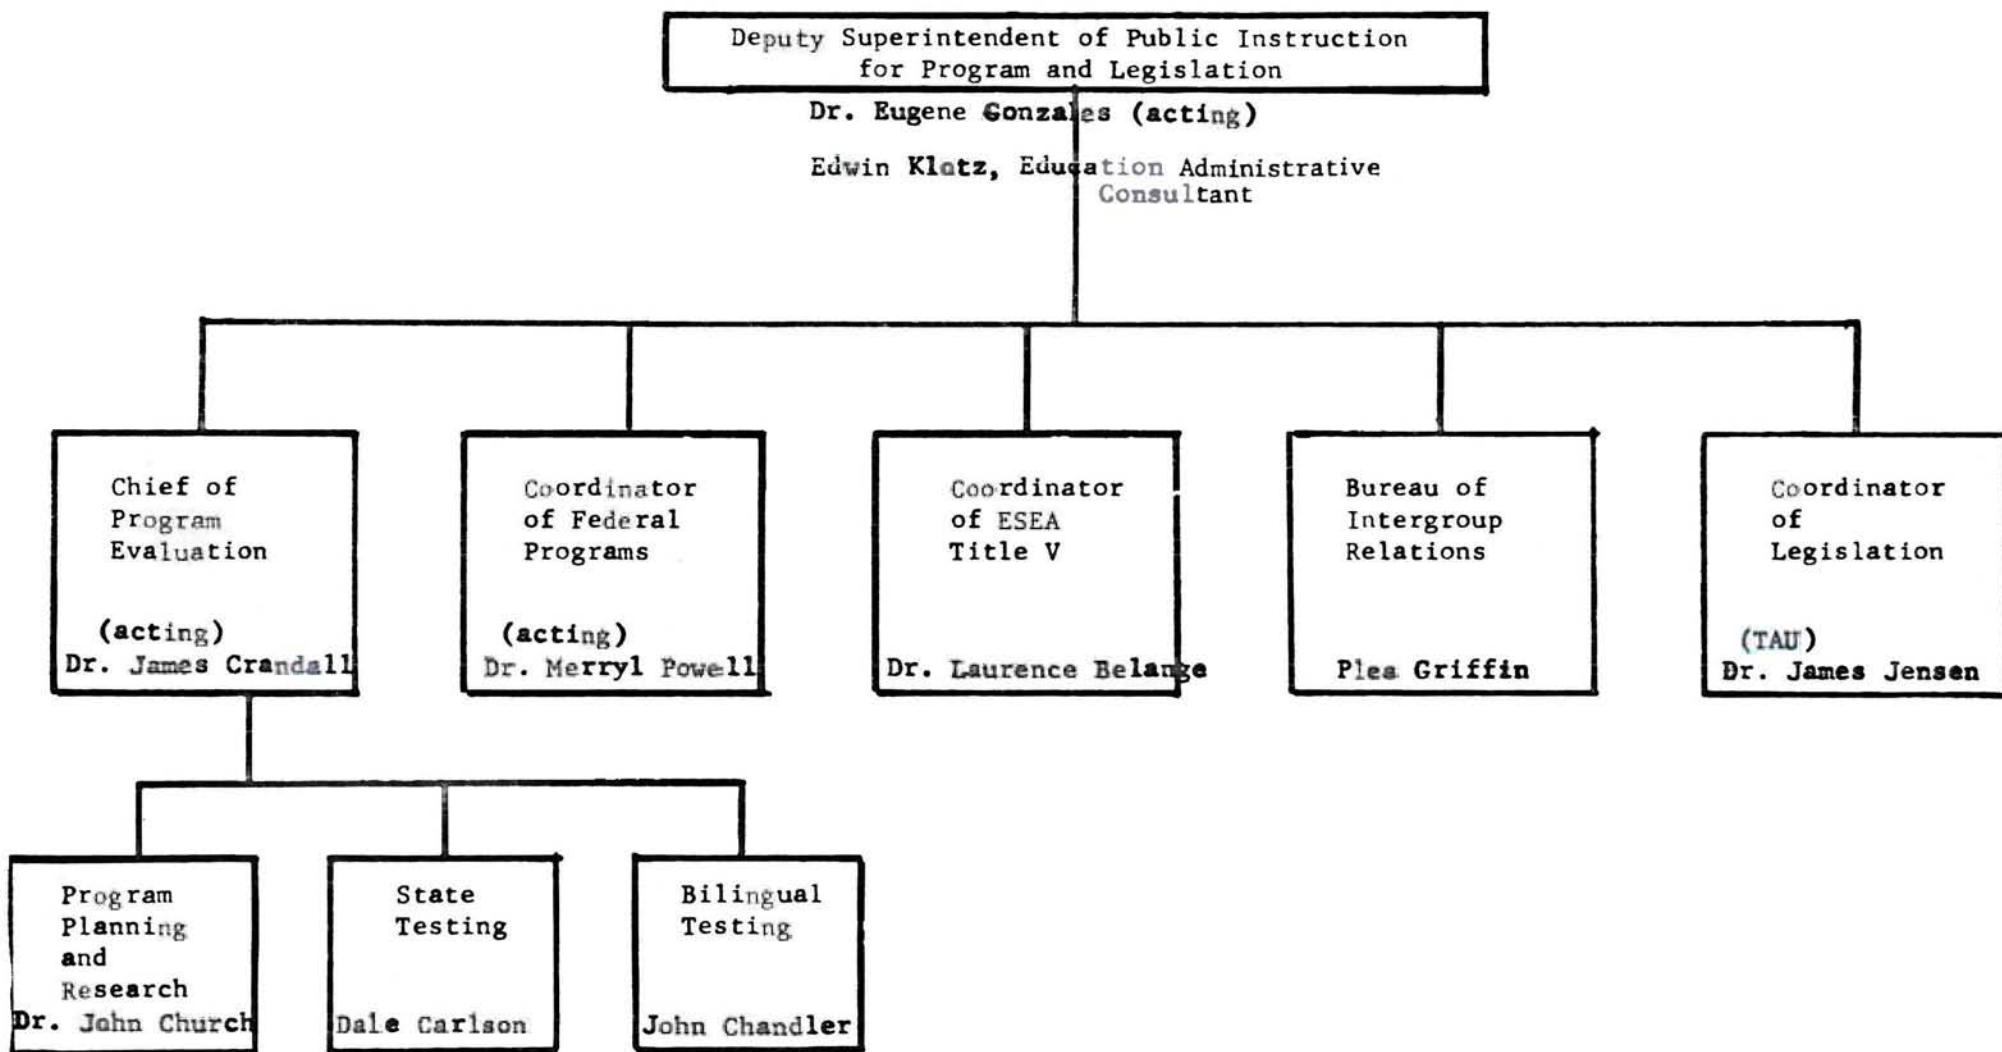 Deputy Superintendent of Public Instruction
for Program and Legislation
Dr. Eugene Gonzales (acting)
Edwin Klotz, Education Administrative
Consultant
Chief of
Program
Evaluation
(acting)
Dr. James Crandall
Coordinator
of Federal
Programs
(acting)
Dr. Merryl Powell
Coordinator
of ESEA
Title V
Dr. Laurence Belange
Bureau of
Intergroup
Relations
Plea Griffin
Coordinator
of
Legislation
(TAU)
Dr. James Jensen
Program
Planning
and
Research
Dr. John Church
State
Testing
Dale Carlson
Bilingual
Testing
John Chandler